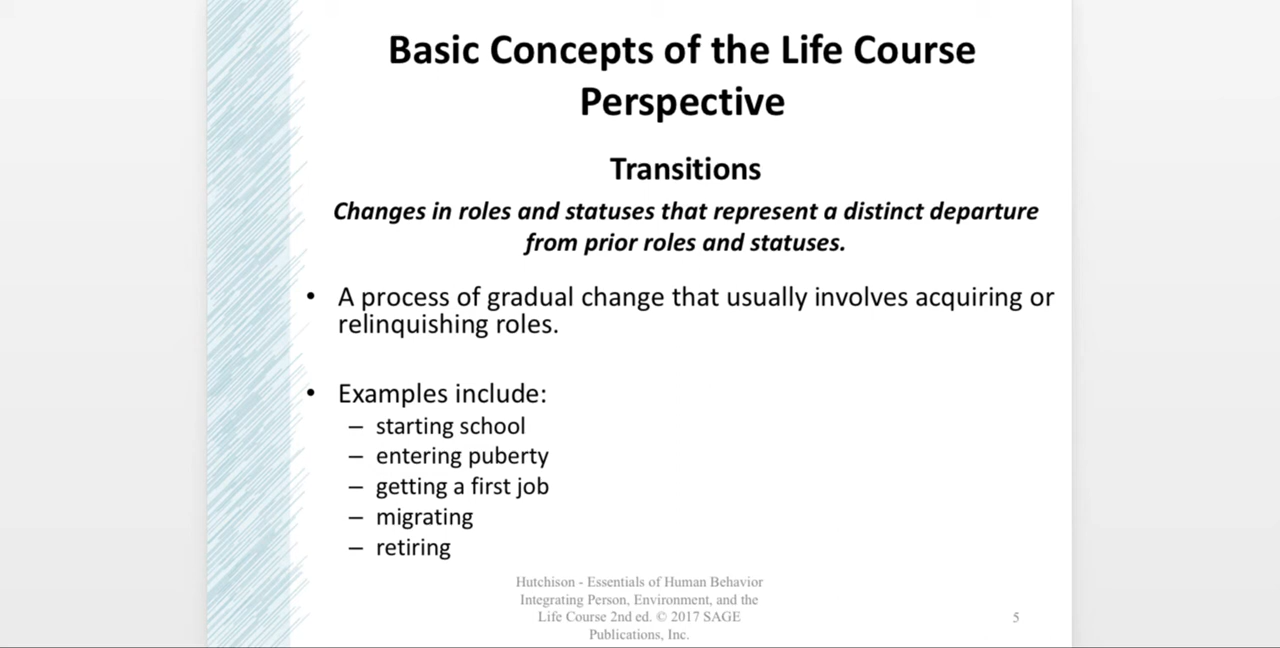 Basic Concepts of the Life Course
Perspective
Transitions
Changes in roles and statuses that represent a distinct departure
from prior roles and statuses.
• A process of gradual change that usually involves acquiring or
relinquishing roles.
• Examples include:
– starting school
– entering puberty
– getting a first job
– migrating
– retiring
Hutchison - Essentials of Human Behavior
Integrating Person, Environment, and the
Life Course 2nd ed. © 2017 SAGE
Publications, Inc.
5